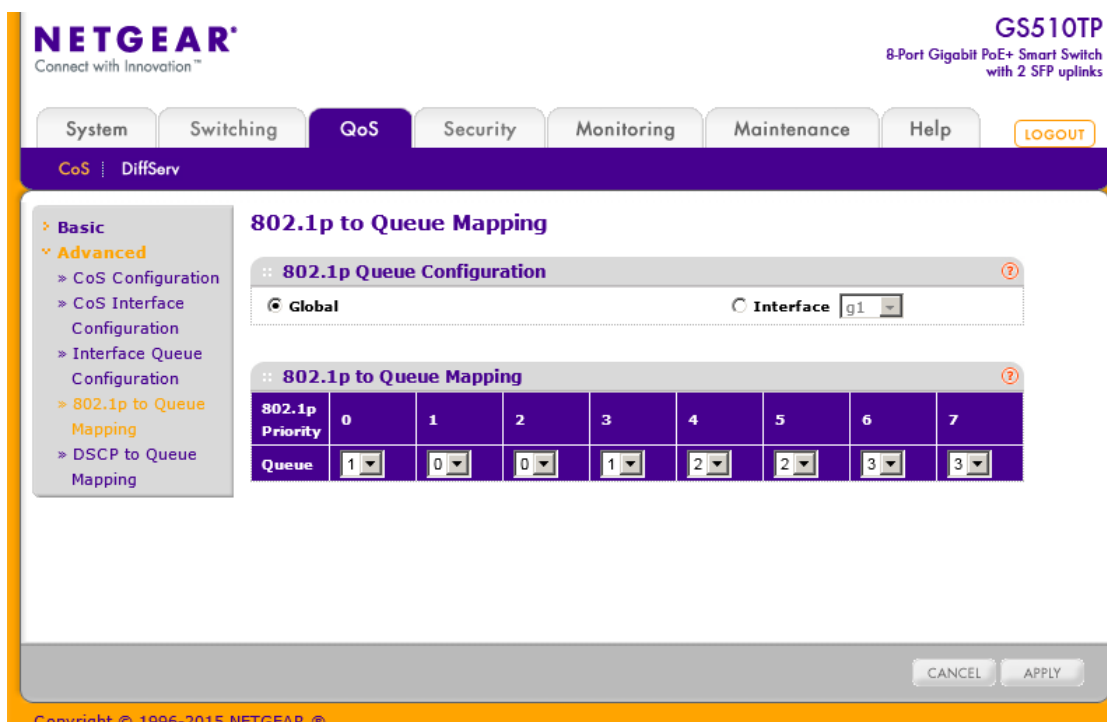 NETGEAR®
Connect with Innovation™
GS510TP
8-Port Gigabit PoE+ Smart Switch
with 2 SFP uplinks
System Switching QoS Security Monitoring Maintenance Help LOGOUT
CoS DiffServ
Basic
Advanced
» CoS Configuration
» CoS Interface
Configuration
» Interface Queue
Configuration
» 802.1p to Queue
Mapping
» DSCP to Queue
Mapping
802.1p to Queue Mapping
802.1p Queue Configuration ?
Global Interface g1
802.1p to Queue Mapping ?
802.1p
Priority 0 1 2 3 4 5 6 7
Queue 1 0 0 1 2 2 3 3
CANCEL APPLY
Copyright © 1996-2015 NETGEAR ®